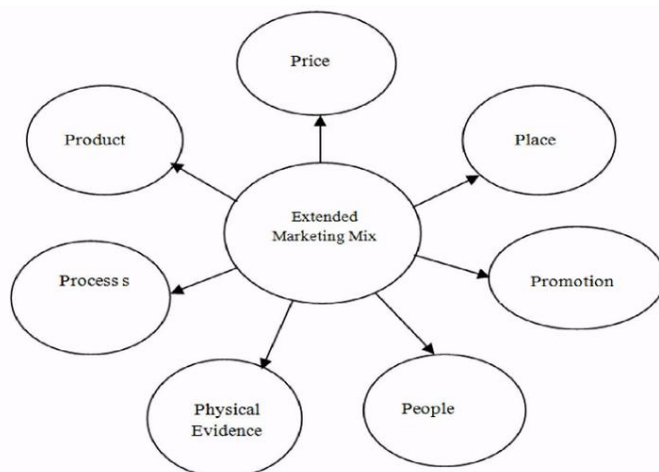 Price
Product
Place
Extended
Marketing Mix
Process s
Promotion
Physical
Evidence
People